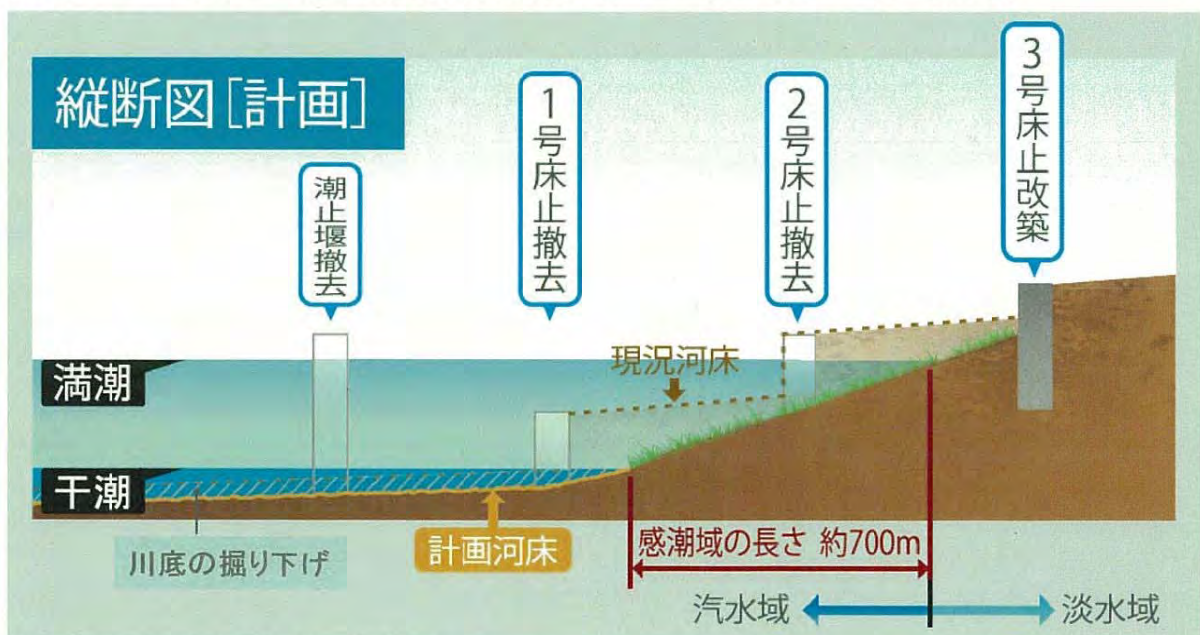 縦断図[計画]
潮止堰撤去
1号床止撤去
2号床止撤去
3号床止改築
満潮
現況河床
干潮
川底の掘り下げ
計画河床
感潮域の長さ 約700m
汽水域
淡水域